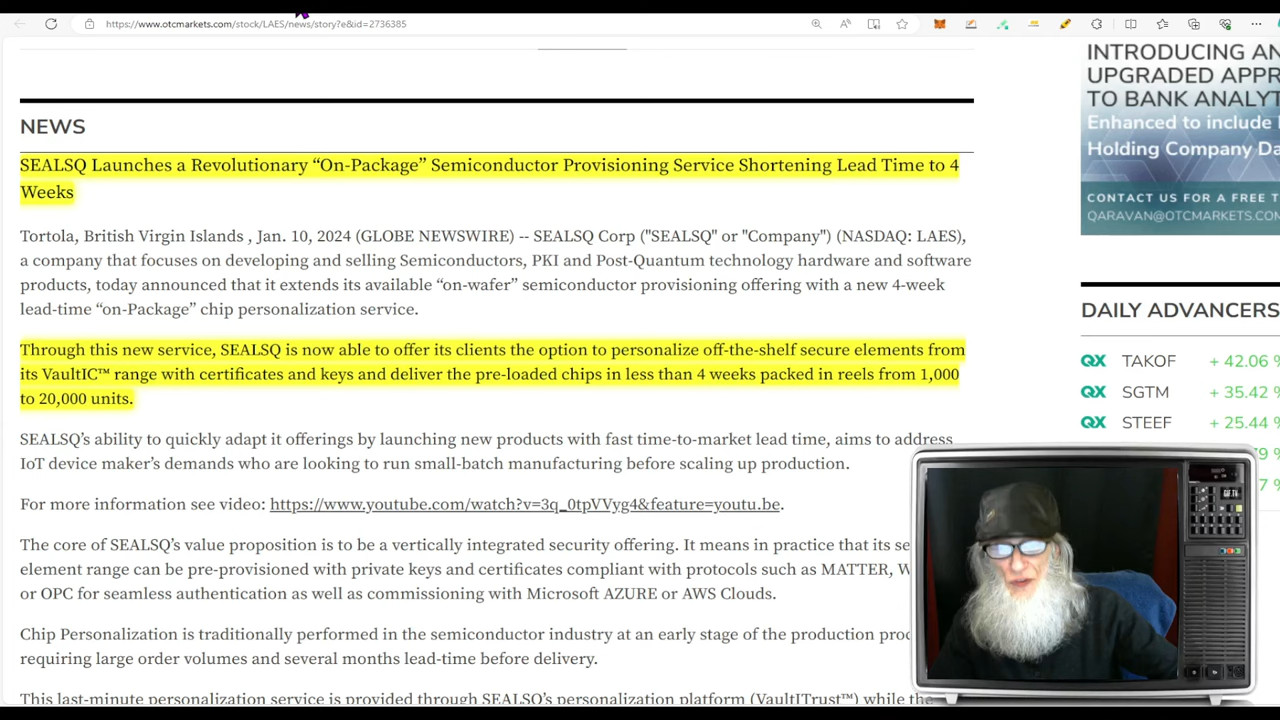 https://www.otcmarkets.com/stock/LAES/news/story?e&id=2736385
NEWS
SEALSQ Launches a Revolutionary “On-Package” Semiconductor Provisioning Service Shortening Lead Time to 4
Weeks
Tortola, British Virgin Islands , Jan. 10, 2024 (GLOBE NEWSWIRE) -- SEALSQ Corp ("SEALSQ" or "Company") (NASDAQ: LAES),
a company that focuses on developing and selling Semiconductors, PKI and Post-Quantum technology hardware and software
products, today announced that it extends its available “on-wafer” semiconductor provisioning offering with a new 4-week
lead-time “on-Package” chip personalization service.
Through this new service, SEALSQ is now able to offer its clients the option to personalize off-the-shelf secure elements from
its VaultIC™ range with certificates and keys and deliver the pre-loaded chips in less than 4 weeks packed in reels from 1,000
to 20,000 units.
SEALSQ’s ability to quickly adapt it offerings by launching new products with fast time-to-market lead time, aims to address
IoT device maker’s demands who are looking to run small-batch manufacturing before scaling up production.
For more information see video: https://www.youtube.com/watch?v=3q_0tpVVyg4&feature=youtu.be.
The core of SEALSQ’s value proposition is to be a vertically integrated security offering. It means in practice that its se
element range can be pre-provisioned with private keys and certificates compliant with protocols such as MATTER, W
or OPC for seamless authentication as well as commissioning with Microsoft AZURE or AWS Clouds.
Chip Personalization is traditionally performed in the semiconductor industry at an early stage of the production proc
requiring large order volumes and several months lead-time before delivery.
This last-minute personalization service is provided through SEALSQ’s personalization platform (VaultITrust™) while the
INTRODUCING AN
UPGRADED APPR
TO BANK ANALYT
Enhanced to include
Holding Company Da
CONTACT US FOR A FREE T
QARAVAN@OTCMARKETS.COM
DAILY ADVANCERS
QX TAKOF + 42.06 %
QX SGTM + 35.42 %
QX STEEF + 25.44 %
9 %
7 %
GIF.TV